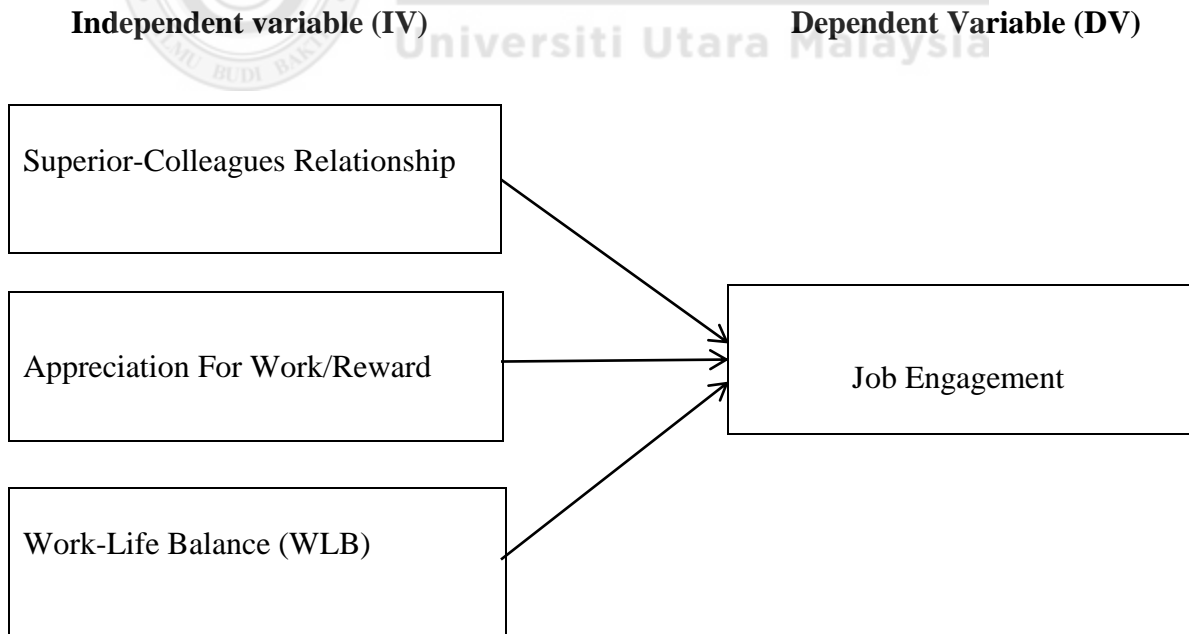 Independent variable (IV)
Dependent Variable (DV)
Universiti Utara Malaysia
BUDI
Superior-Colleagues Relationship
Appreciation For Work/Reward
Job Engagement
Work-Life Balance (WLB)